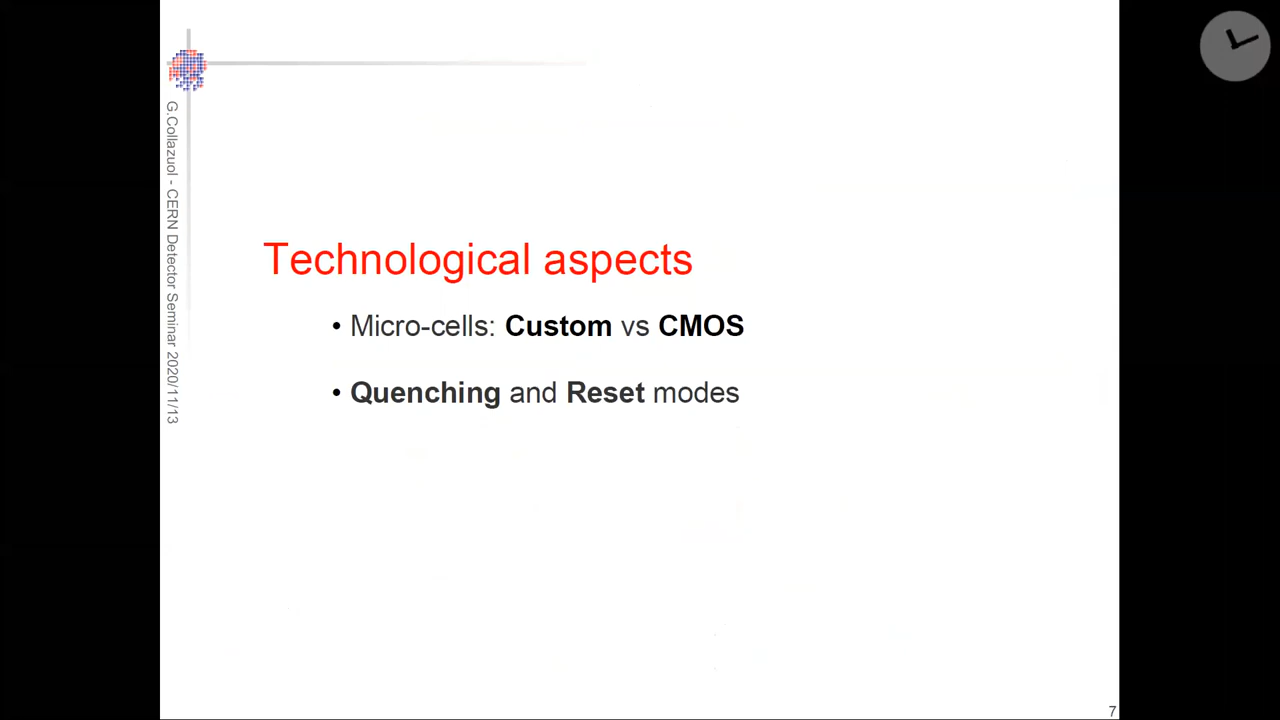 G.Collazuol - CERN Detector Seminar 2020/11/13
Technological aspects
• Micro-cells: Custom vs CMOS
• Quenching and Reset modes
7